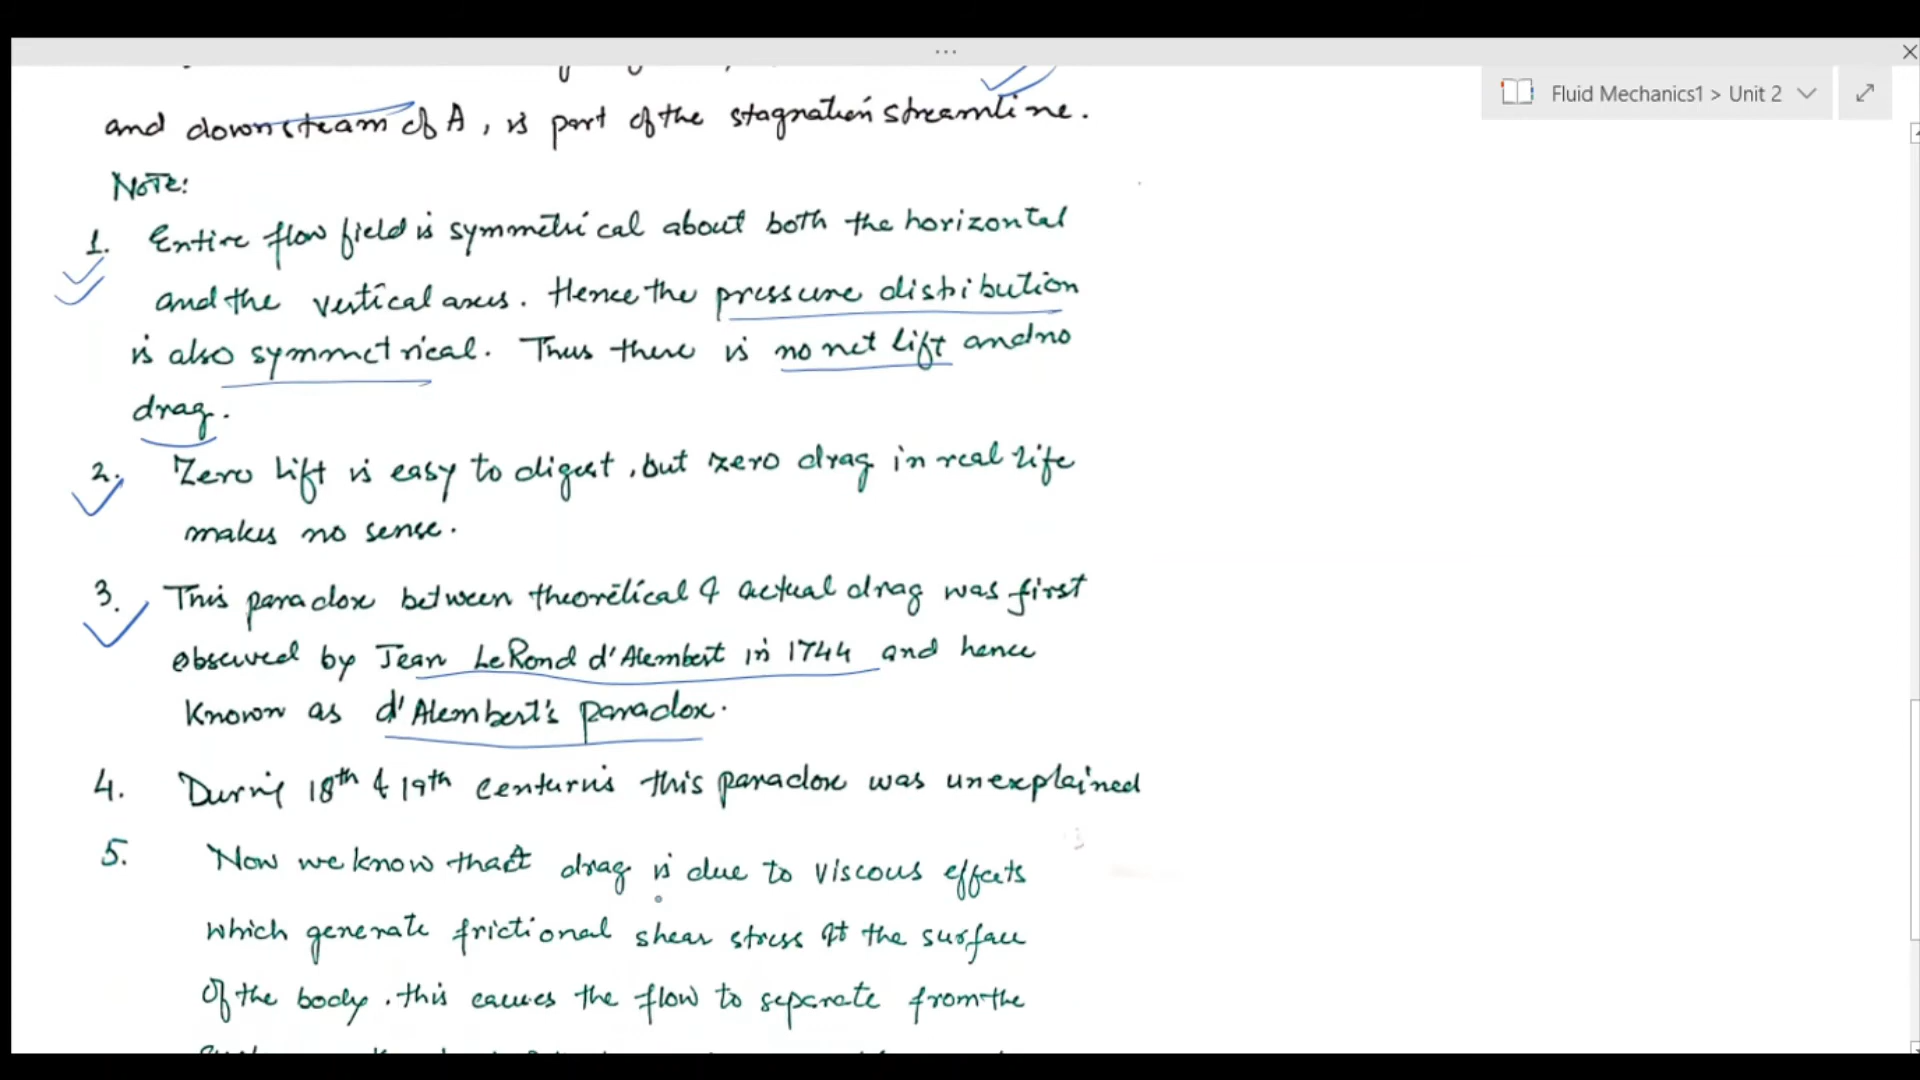 Fluid Mechanics1 > Unit 2
and downsteam of A, is part of the stagnation streamline.
NOTE:
1. Entire flow field is symmetrical about both the horizontal
and the vertical axes. Hence the pressure distribution
is also symmetrical. Thus there is no net lift and no
drag.
2. Zero lift is easy to digest, but zero drag in real life
makes no sense.
3. This paradox between theoretical & actual drag was first
observed by Jean LeRond d'Alembert in 1744 and hence
Known as d'Alembert's paradox.
4. During 18th & 19th centuries this paradox was unexplained
5. Now we know that drag is due to viscous effects
which generate frictional shear stress at the surface
Of the body. this causes the flow to separate from the